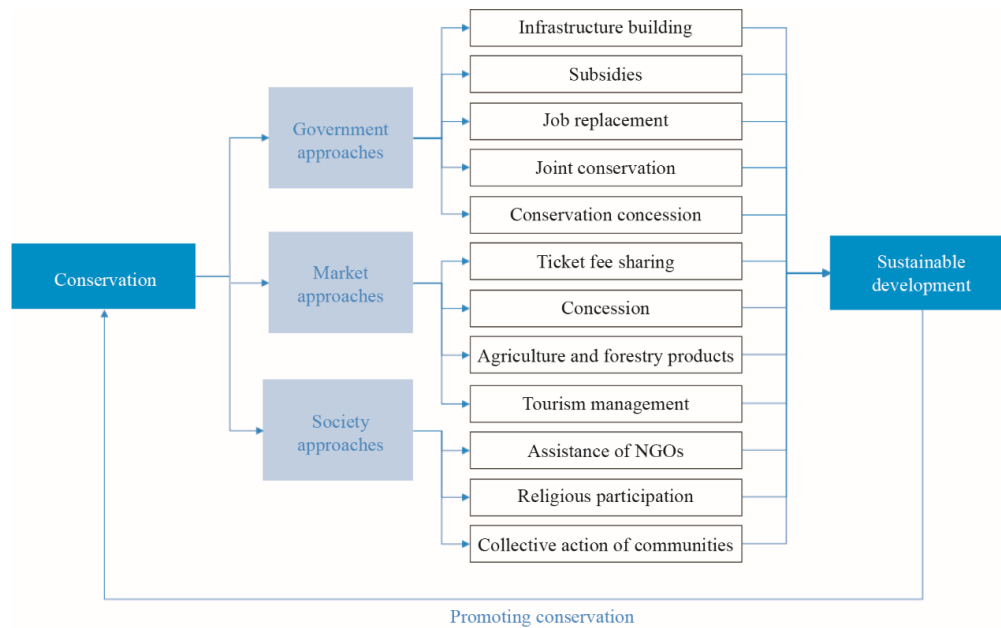 Conservation
Government
approaches
Market
approaches
Society
approaches
Infrastructure building
Subsidies
Job replacement
Joint conservation
Conservation concession
Ticket fee sharing
Concession
Agriculture and forestry products
Tourism management
Assistance of NGOs
Religious participation
Collective action of communities
Sustainable
development
Promoting conservation